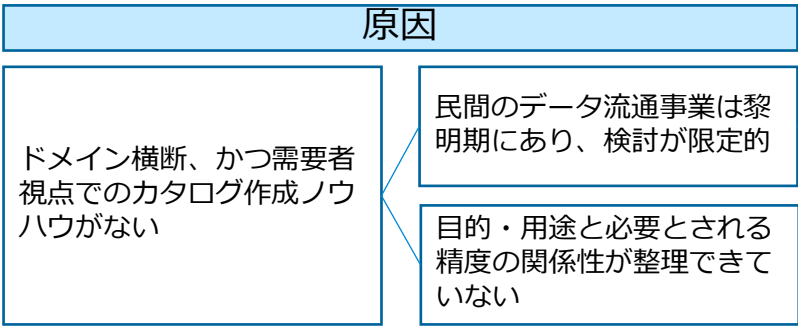 原因
ドメイン横断、かつ需要者
視点でのカタログ作成ノウ
ハウがない
民間のデータ流通事業は黎
明期にあり、検討が限定的
目的・用途と必要とされる
精度の関係性が整理できて
いない